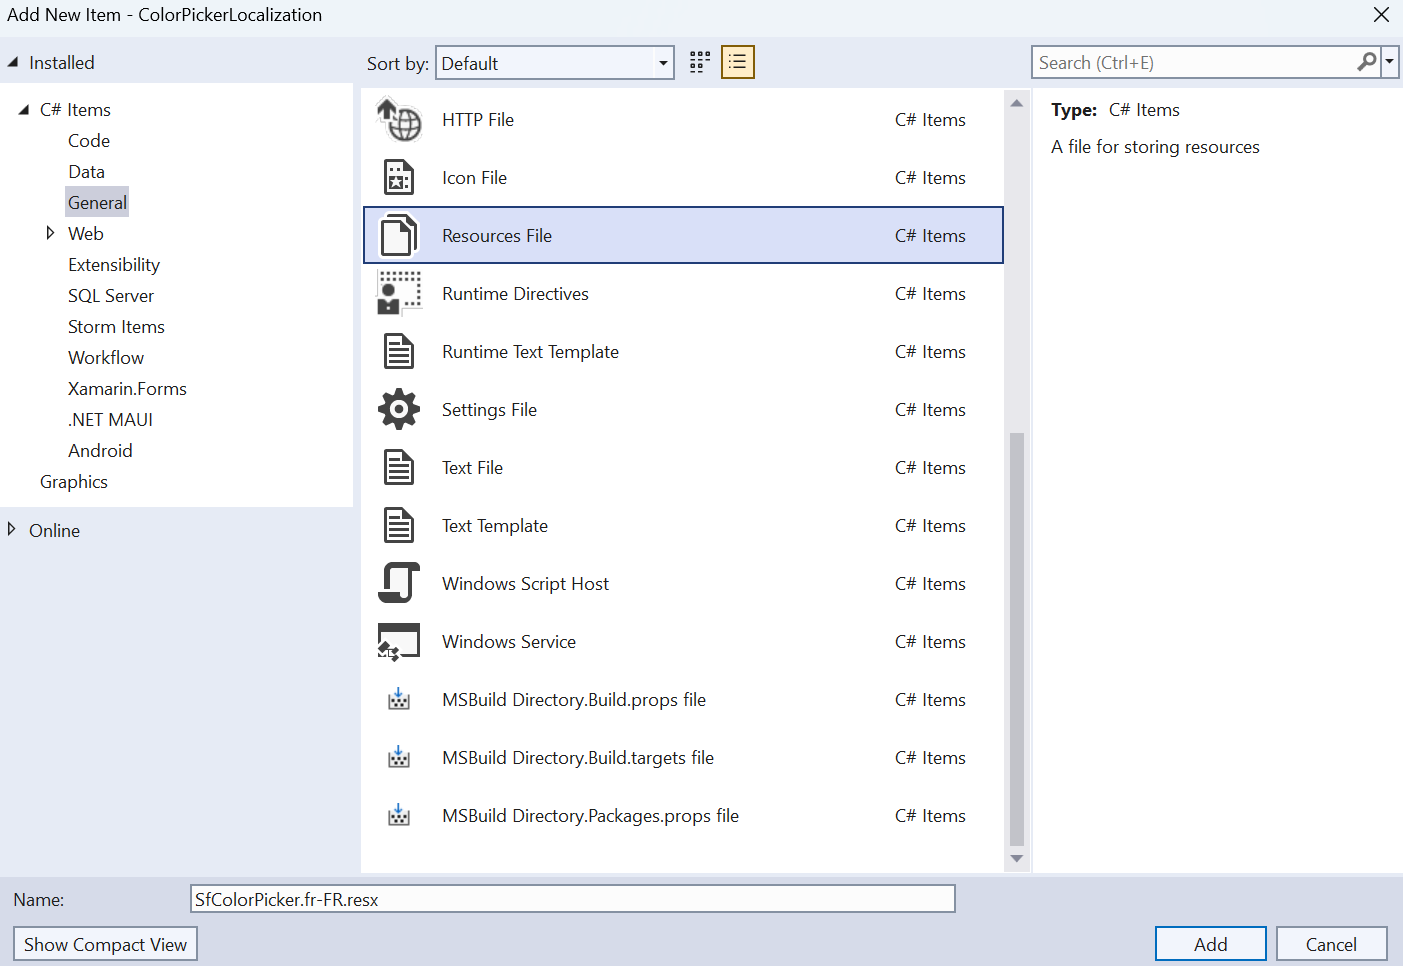 Add New Item - ColorPickerLocalization
Installed
Sort by: Default
Search (Ctrl+E)
C# Items
Code
Data
General
Web
Extensibility
SQL Server
Storm Items
Workflow
Xamarin.Forms
.NET MAUI
Android
Graphics
Online
HTTP File C# Items
Icon File C# Items
Resources File C# Items
Runtime Directives C# Items
Runtime Text Template C# Items
Settings File C# Items
Text File C# Items
Text Template C# Items
Windows Script Host C# Items
Windows Service C# Items
MSBuild Directory.Build.props file C# Items
MSBuild Directory.Build.targets file C# Items
MSBuild Directory.Packages.props file C# Items
Type: C# Items
A file for storing resources
Name: SfColorPicker.fr-FR.resx
Show Compact View
Add
Cancel